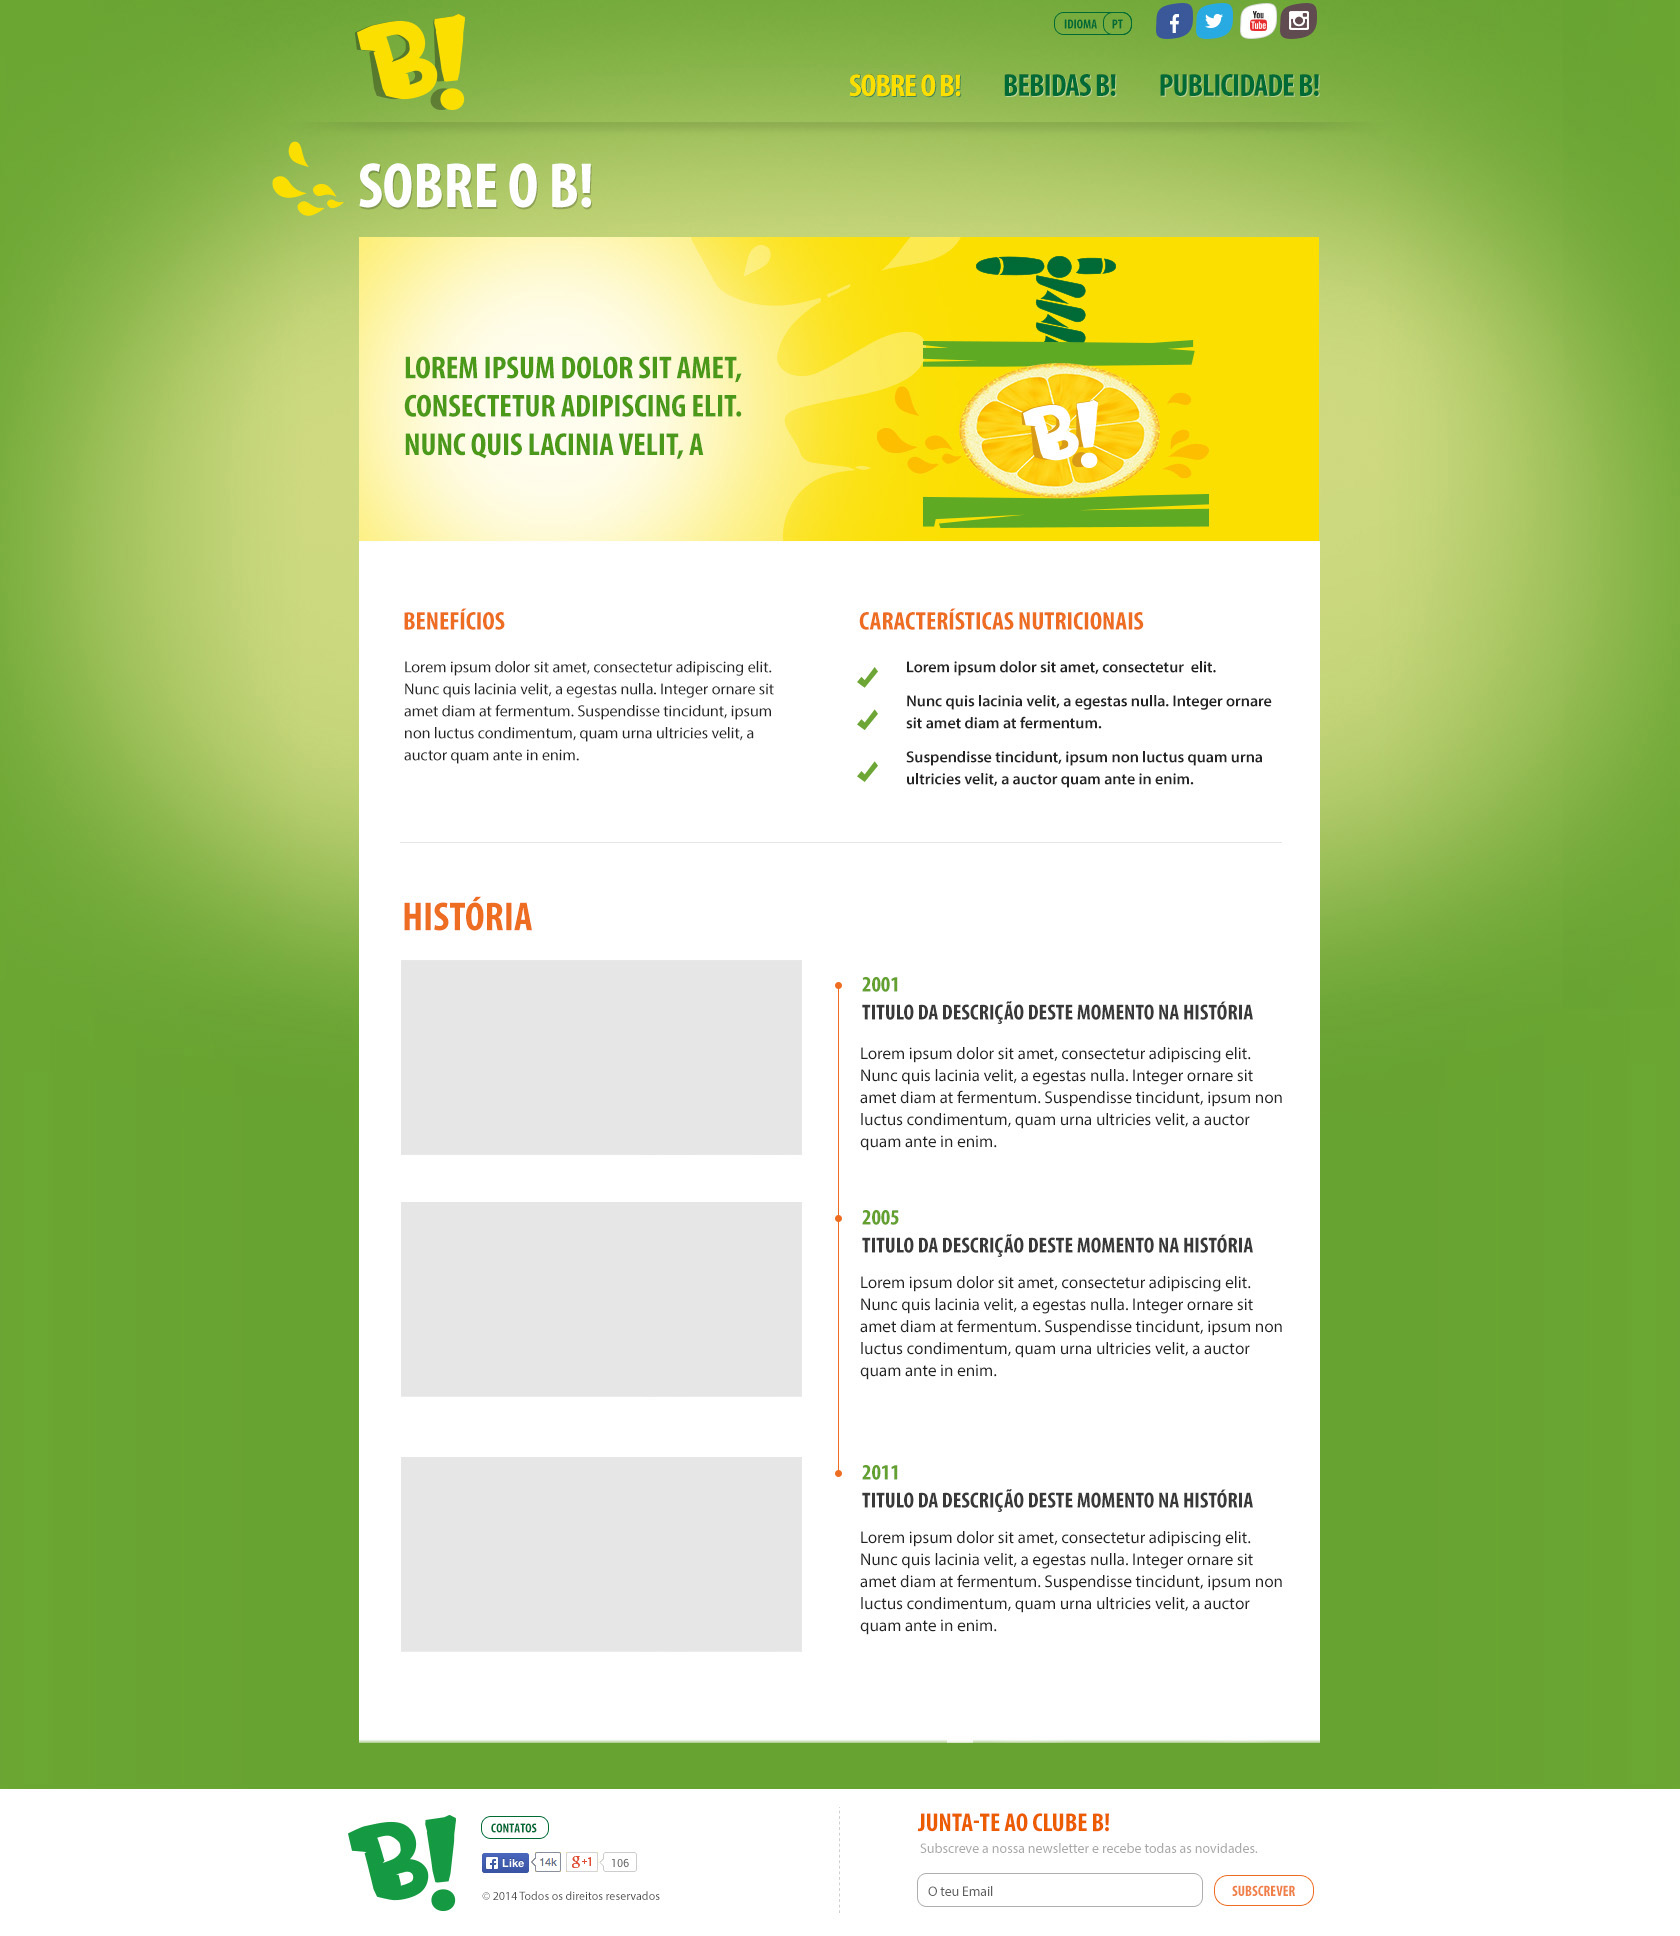 B!
IDIOMA PT
You
Tube
SOBRE O B!
BEBIDAS B!
PUBLICIDADE B!
SOBRE O B!
LOREM IPSUM DOLOR SIT AMET,
CONSECTETUR ADIPISCING ELIT.
NUNC QUIS LACINIA VELIT, A
B!
BENEFÍCIOS
Lorem ipsum dolor sit amet, consectetur adipiscing elit.
Nunc quis lacinia velit, a egestas nulla. Integer ornare sit
amet diam at fermentum. Suspendisse tincidunt, ipsum
non luctus condimentum, quam urna ultricies velit, a
auctor quam ante in enim.
CARACTERÍSTICAS NUTRICIONAIS
Lorem ipsum dolor sit amet, consectetur  elit.
Nunc quis lacinia velit, a egestas nulla. Integer ornare
sit amet diam at fermentum.
Suspendisse tincidunt, ipsum non luctus quam urna
ultricies velit, a auctor quam ante in enim.
HISTÓRIA
2001
TITULO DA DESCRIÇÃO DESTE MOMENTO NA HISTÓRIA
Lorem ipsum dolor sit amet, consectetur adipiscing elit.
Nunc quis lacinia velit, a egestas nulla. Integer ornare sit
amet diam at fermentum. Suspendisse tincidunt, ipsum non
luctus condimentum, quam urna ultricies velit, a auctor
quam ante in enim.
2005
TITULO DA DESCRIÇÃO DESTE MOMENTO NA HISTÓRIA
Lorem ipsum dolor sit amet, consectetur adipiscing elit.
Nunc quis lacinia velit, a egestas nulla. Integer ornare sit
amet diam at fermentum. Suspendisse tincidunt, ipsum non
luctus condimentum, quam urna ultricies velit, a auctor
quam ante in enim.
2011
TITULO DA DESCRIÇÃO DESTE MOMENTO NA HISTÓRIA
Lorem ipsum dolor sit amet, consectetur adipiscing elit.
Nunc quis lacinia velit, a egestas nulla. Integer ornare sit
amet diam at fermentum. Suspendisse tincidunt, ipsum non
luctus condimentum, quam urna ultricies velit, a auctor
quam ante in enim.
B!
CONTATOS
Like 14k g+1 106
© 2014 Todos os direitos reservados
JUNTA-TE AO CLUBE B!
Subscreve a nossa newsletter e recebe todas as novidades.
O teu Email
SUBSCREVER